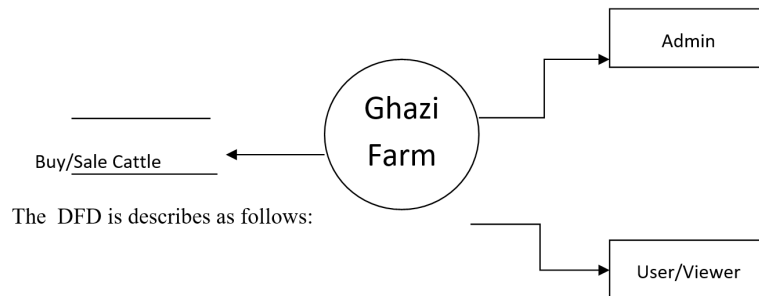 Admin
Ghazi
Farm
Buy/Sale Cattle
The DFD is describes as follows:
User/Viewer